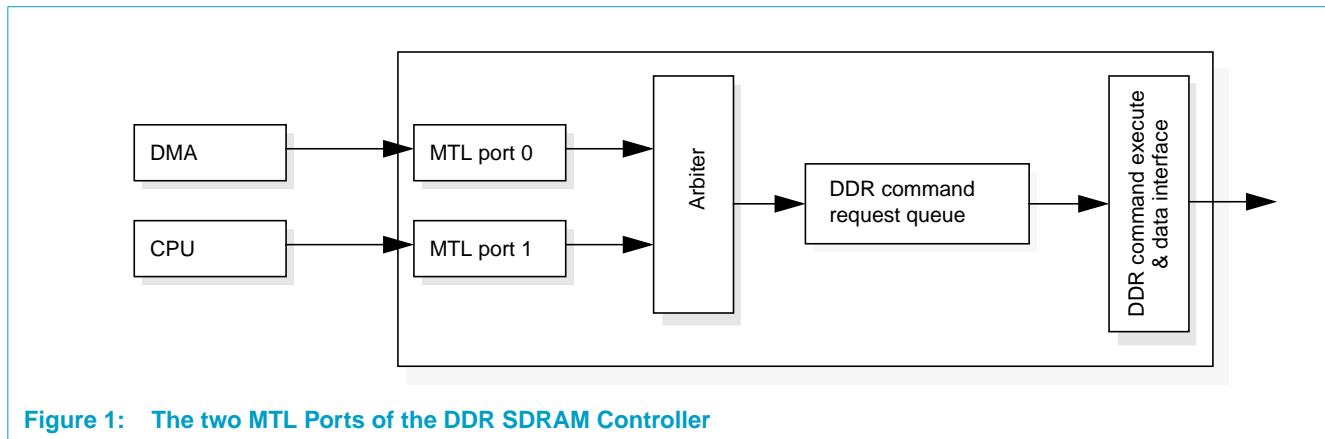 DMA
MTL port 0
CPU
MTL port 1
Arbiter
DDR command
request queue
DDR command execute
& data interface
Figure 1: The two MTL Ports of the DDR SDRAM Controller